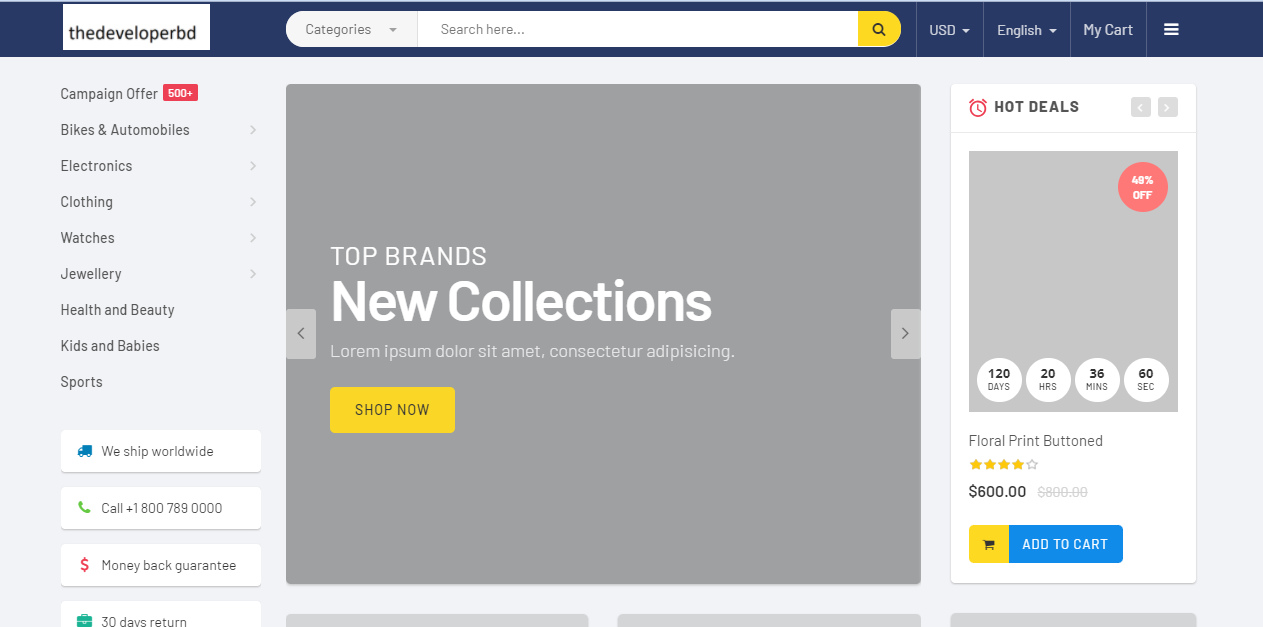 thedeveloperbd
Categories
Search here...
USD
English
My Cart
Campaign Offer 500+
Bikes & Automobiles
Electronics
Clothing
Watches
Jewellery
Health and Beauty
Kids and Babies
Sports
We ship worldwide
Call +1 800 789 0000
Money back guarantee
30 days return
TOP BRANDS
New Collections
Lorem ipsum dolor sit amet, consectetur adipisicing.
SHOP NOW
HOT DEALS
49%
OFF
120 20 36 60
DAYS HRS MINS SEC
Floral Print Buttoned
$600.00 $800.00
ADD TO CART